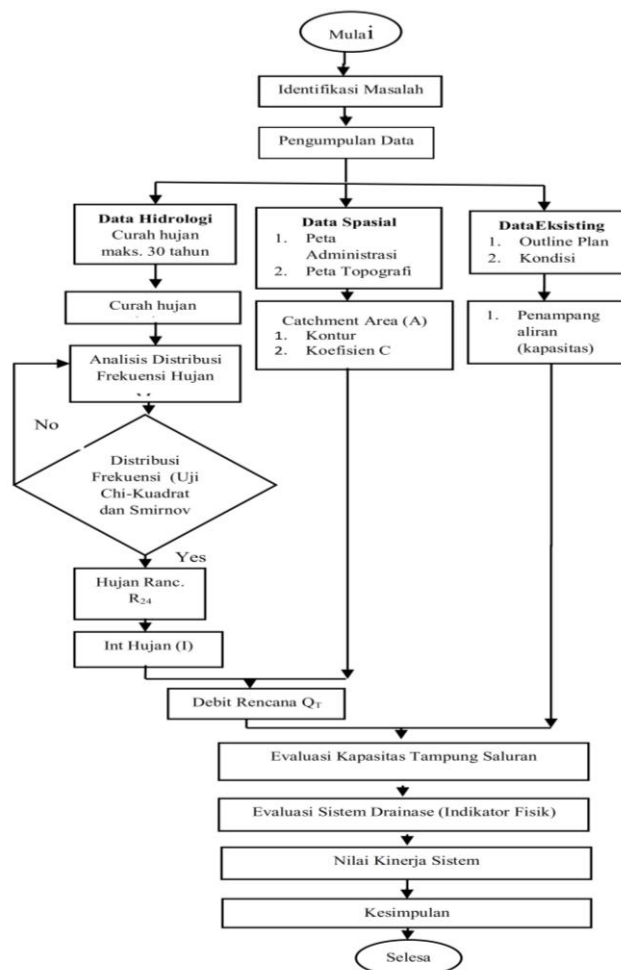 Mulai
Identifikasi Masalah
Pengumpulan Data
Data Hidrologi
Curah hujan
maks. 30 tahun
Data Spasial
1. Peta
Administrasi
2. Peta Topografi
DataEksisting
1. Outline Plan
2. Kondisi
Curah hujan
Catchment Area (A)
1. Kontur
2. Koefisien C
1. Penampang
aliran
(kapasitas)
Analisis Distribusi
Frekuensi Hujan
No
Distribusi
Frekuensi (Uji
Chi-Kuadrat
dan Smirnov
Yes
Hujan Ranc.
R24
Int Hujan (I)
Debit Rencana QT
Evaluasi Kapasitas Tampung Saluran
Evaluasi Sistem Drainase (Indikator Fisik)
Nilai Kinerja Sistem
Kesimpulan
Selesa